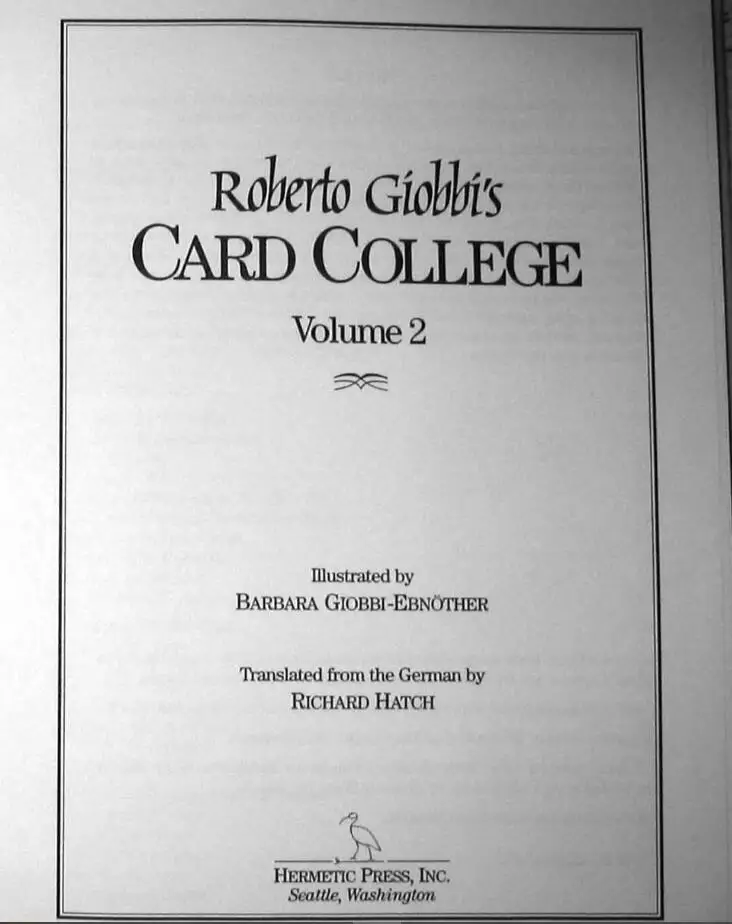 Roberto Giobbi's
CARD COLLEGE
Volume 2
Illustrated by
BARBARA GIOBBI-EBNÖTHER
Translated from the German by
RICHARD HATCH
HERMETIC PRESS, INC.
Seattle, Washington